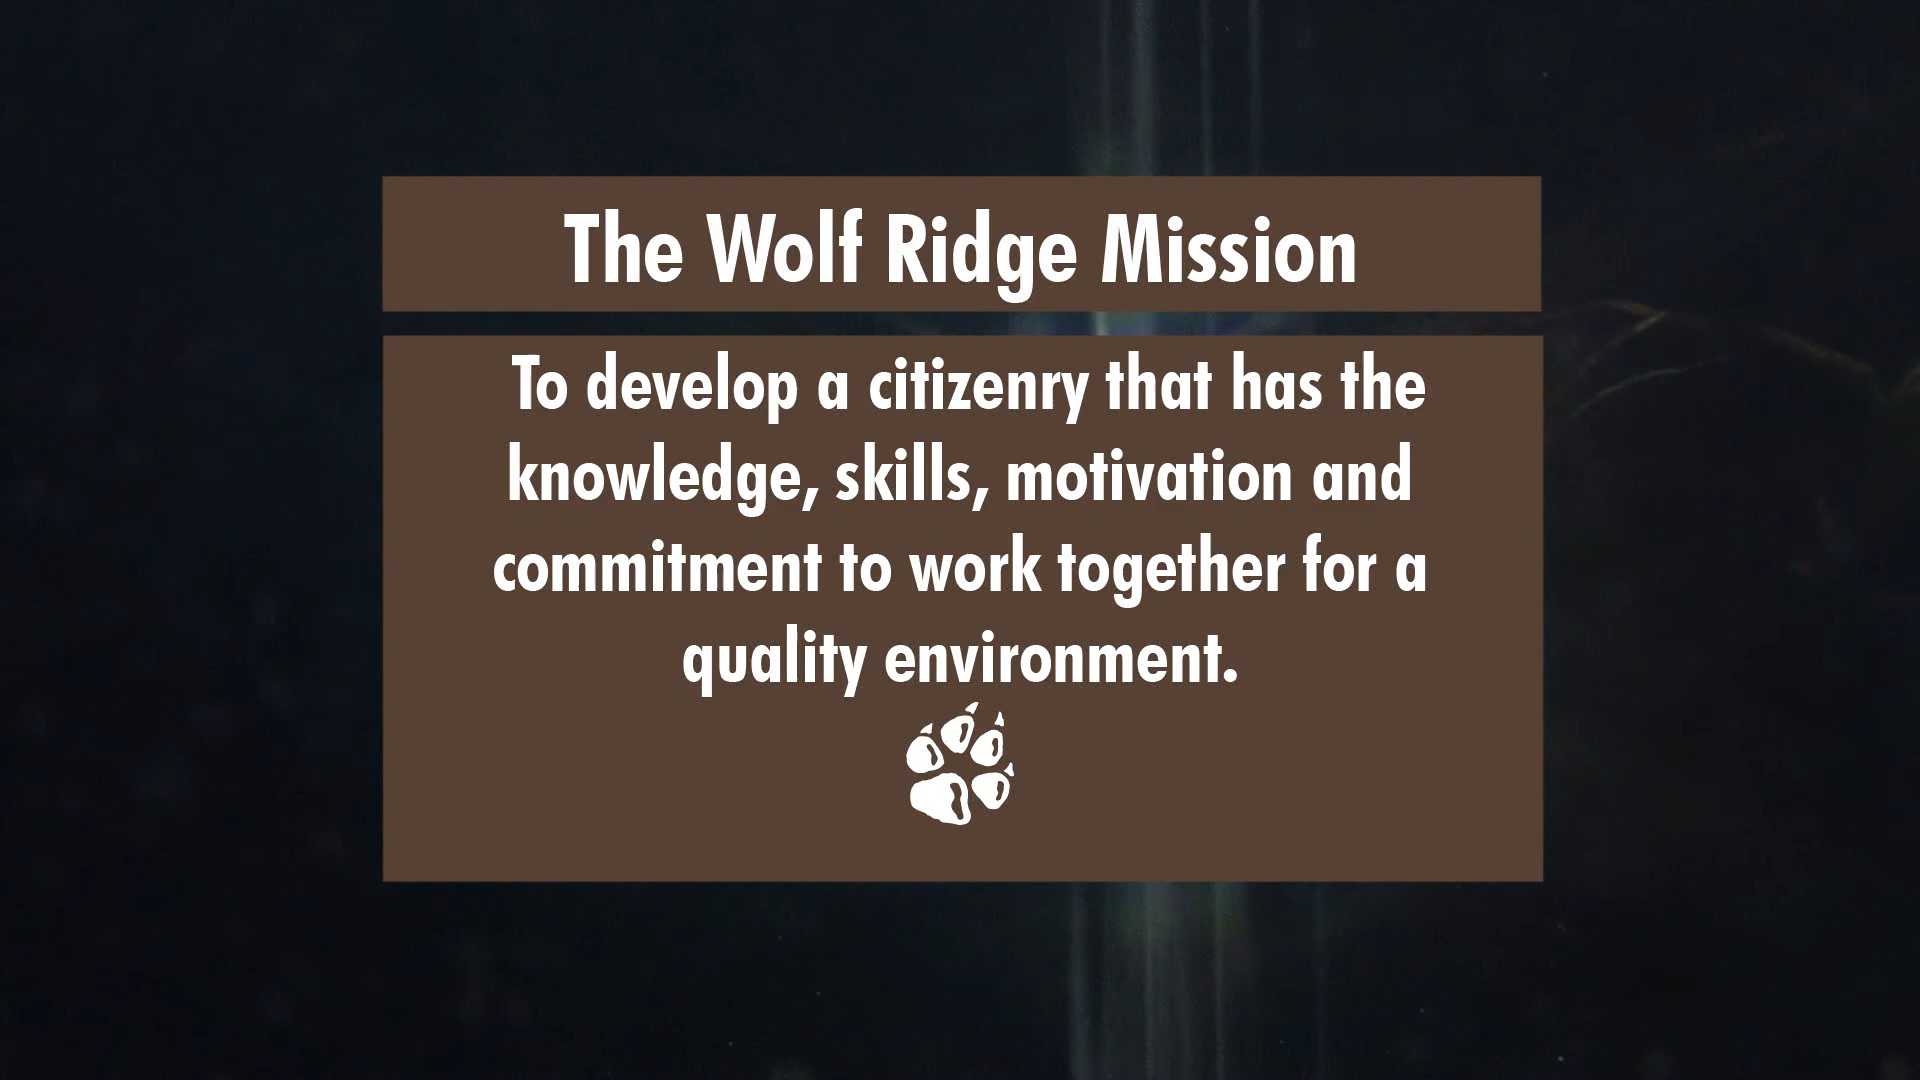 The Wolf Ridge Mission
To develop a citizenry that has the
knowledge, skills, motivation and
commitment to work together for a
quality environment.